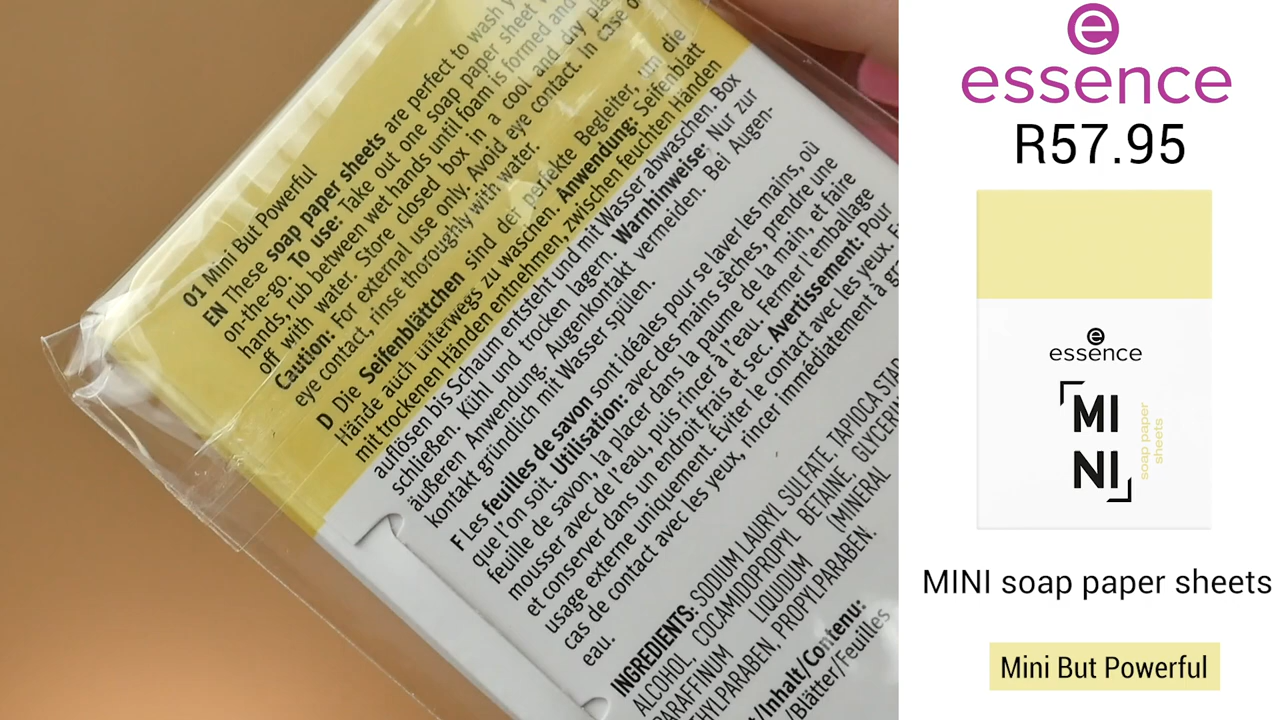 01 Mini But Powerful
EN These soap paper sheets are perfect to wash
on-the-go. To use: Take out one soap paper sheet
hands, rub between wet hands until foam is formed and
off with water. Store closed box in a cool and dry
Caution: For external use only. Avoid eye contact. In case
eye contact, rinse thoroughly with water.
D Die Seifenblättchen sind der perfekte Begleiter, um die
Hände auch unterwegs zu waschen. Anwendung: Seifenblatt
mit trockenen Händen entnehmen, zwischen feuchten Händen
auflösen bis Schaum entsteht und mit Wasser abwaschen. Box
schließen. Kühl und trocken lagern. Warnhinweise: Nur zur
äußeren Anwendung. Augenkontakt vermeiden. Bei Augen-
kontakt gründlich mit Wasser spülen.
F Les feuilles de savon sont idéales pour se laver les mains, où
que l'on soit. Utilisation: avec des mains sèches, prendre une
feuille de savon, la placer dans la paume de la main, et faire
mousser avec de l'eau, puis rincer à l'eau. Fermer l'emballage
et conserver dans un endroit frais et sec. Avertissement: Pour
usage externe uniquement. Éviter le contact avec les yeux.
cas de contact avec les yeux, rincer immédiatement à
eau.
INGREDIENTS: SODIUM LAURYL SULFATE, TAPIOCA
ALCOHOL, COCAMIDOPROPYL BETAINE,
PARAFFINUM LIQUIDUM (MINERAL
PROPYLPARABEN.
/Inhalt/Contenu:
/Blätter/Feuilles
e
essence
R57.95
e
essence
MI
NI
soap paper
sheets
MINI soap paper sheets
Mini But Powerful